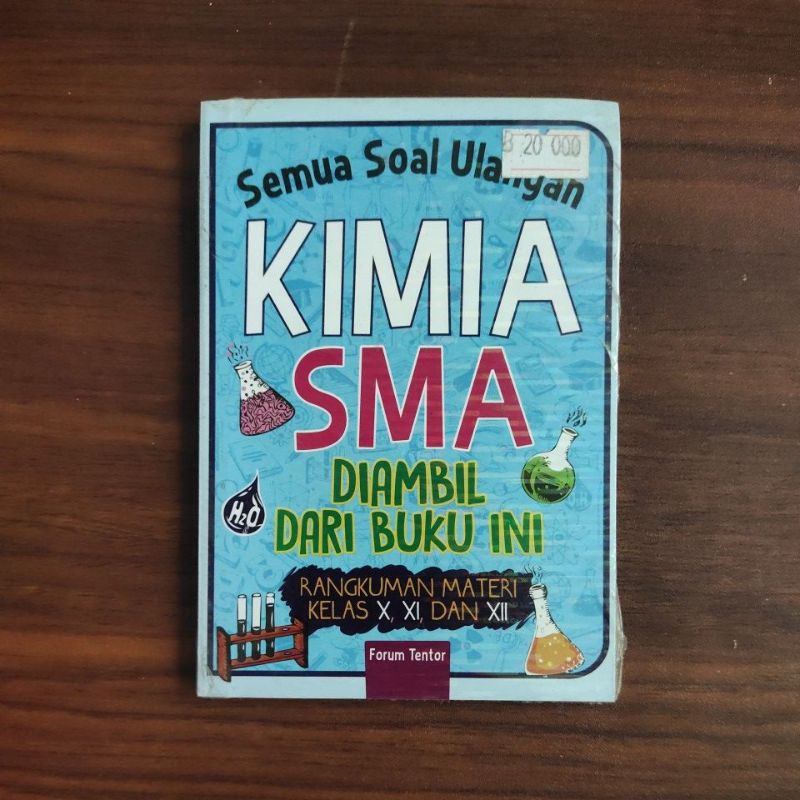 B 20 000
Semua Soal Ulangan
KIMIA
SMA
DIAMBIL
DARI BUKU INI
H2O
RANGKUMAN MATERI
KELAS X, XI, DAN XII
Forum Tentor